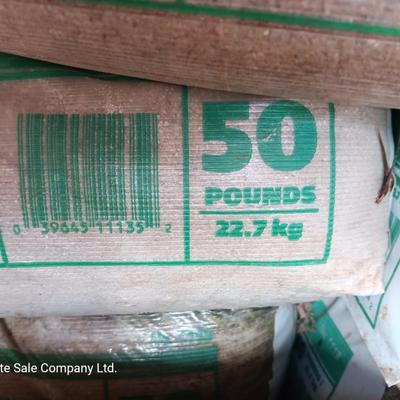 50
POUNDS
22.7 kg
0 39645 11135 2
te Sale Company Ltd.